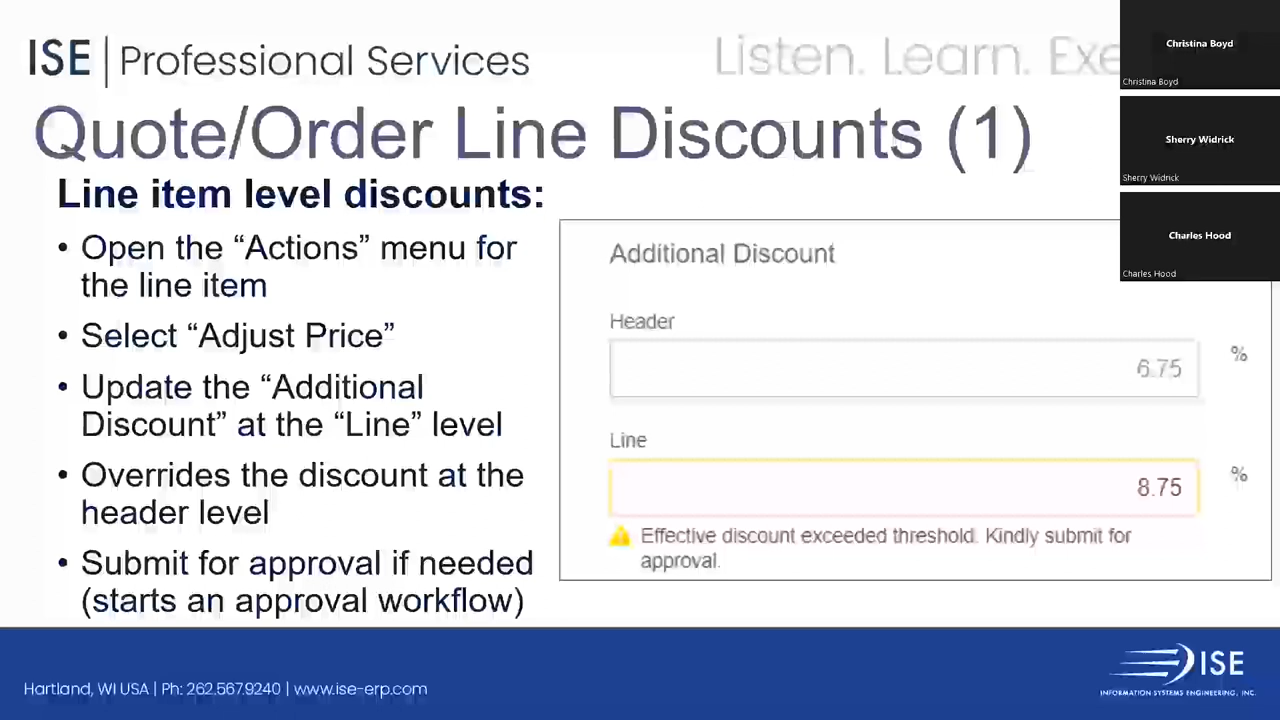 ISE | Professional Services
Listen. Learn. Exe
Christina Boyd
Christina Boyd
Sherry Widrick
Sherry Widrick
Charles Hood
Charles Hood
Quote/Order Line Discounts (1)
Line item level discounts:
• Open the “Actions” menu for
the line item
• Select “Adjust Price”
• Update the “Additional
Discount” at the “Line” level
• Overrides the discount at the
header level
• Submit for approval if needed
(starts an approval workflow)
Additional Discount
Header
6.75 %
Line
8.75 %
Effective discount exceeded threshold. Kindly submit for
approval.
Hartland, WI USA | Ph: 262.567.9240 | www.ise-erp.com
ISE
INFORMATION SYSTEMS ENGINEERING, INC.